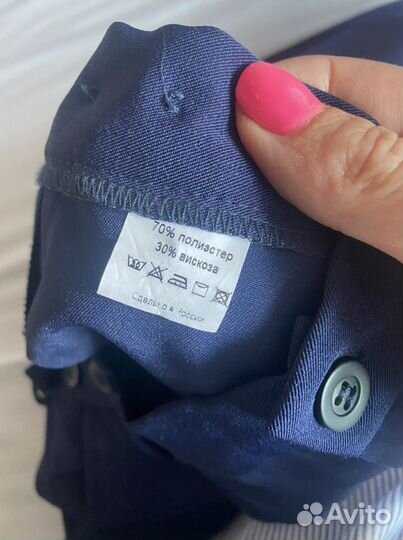 70% полиэстер
30% вискоза
Сделано в России
Avito